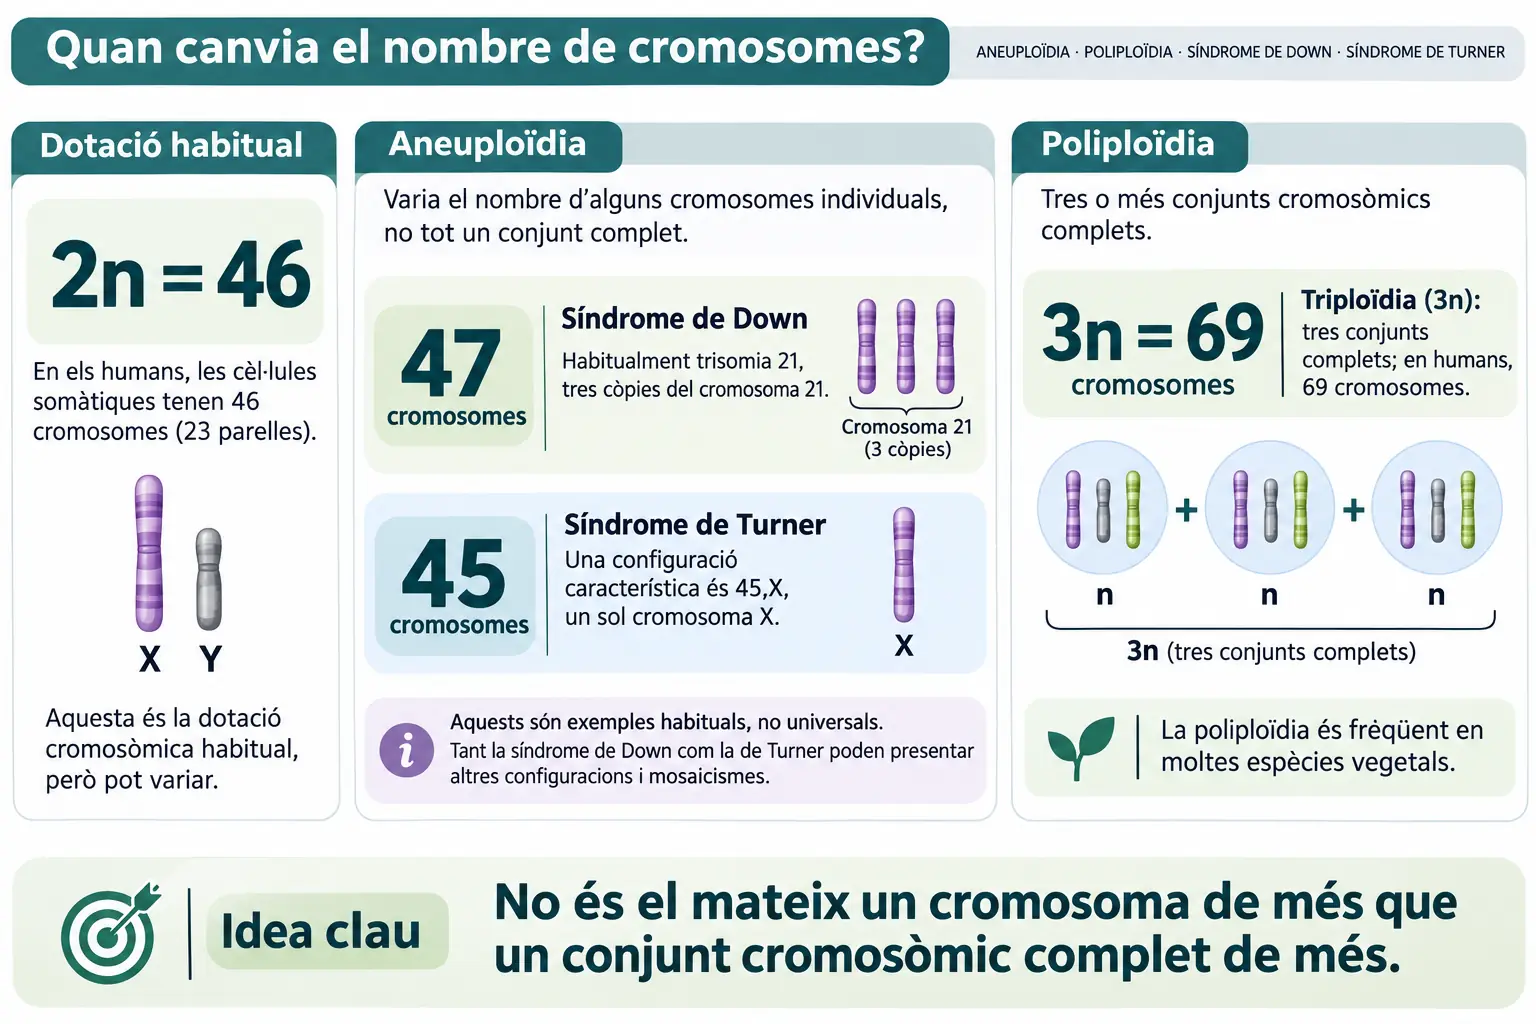 Quan canvia el nombre de cromosomes?
ANEUPLOÏDIA · POLIPLOÏDIA · SÍNDROME DE DOWN · SÍNDROME DE TURNER
Dotació habitual
2n = 46
En els humans, les cèl·lules
somàtiques tenen 46
cromosomes (23 parelles).
X Y
Aquesta és la dotació
cromosòmica habitual,
però pot variar.
Aneuploïdia
Varia el nombre d'alguns cromosomes individuals,
no tot un conjunt complet.
47
cromosomes
Síndrome de Down
Habitualment trisomia 21,
tres còpies del cromosoma 21.
Cromosoma 21
(3 còpies)
45
cromosomes
Síndrome de Turner
Una configuració
característica és 45,X,
un sol cromosoma X.
X
i
Aquests són exemples habituals, no universals.
Tant la síndrome de Down com la de Turner poden presentar
altres configuracions i mosaicismes.
Poliploïdia
Tres o més conjunts cromosòmics
complets.
3n = 69
cromosomes
Triploïdia (3n):
tres conjunts
complets; en humans,
69 cromosomes.
+ +
n n n
3n (tres conjunts complets)
La poliploïdia és freqüent en
moltes espècies vegetals.
Idea clau
No és el mateix un cromosoma de més que
un conjunt cromosòmic complet de més.